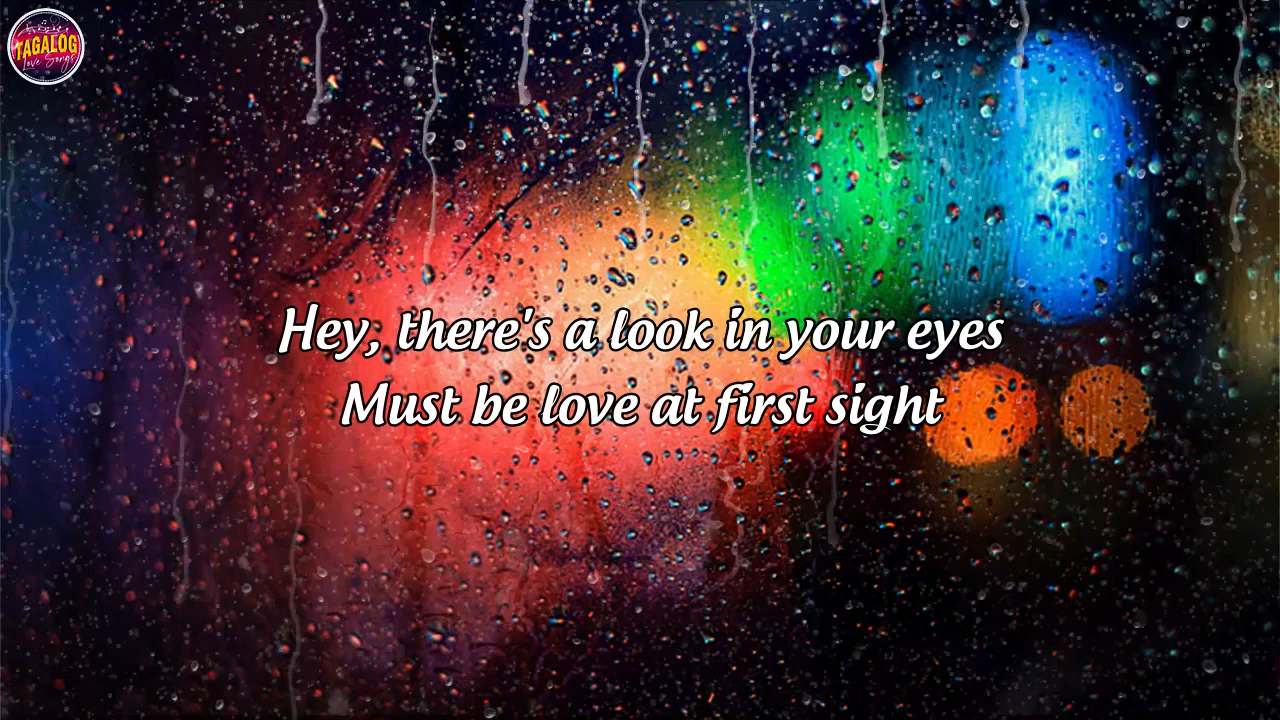 TAGALOG
Love Songs
Hey, there's a look in your eyes
Must be love at first sight